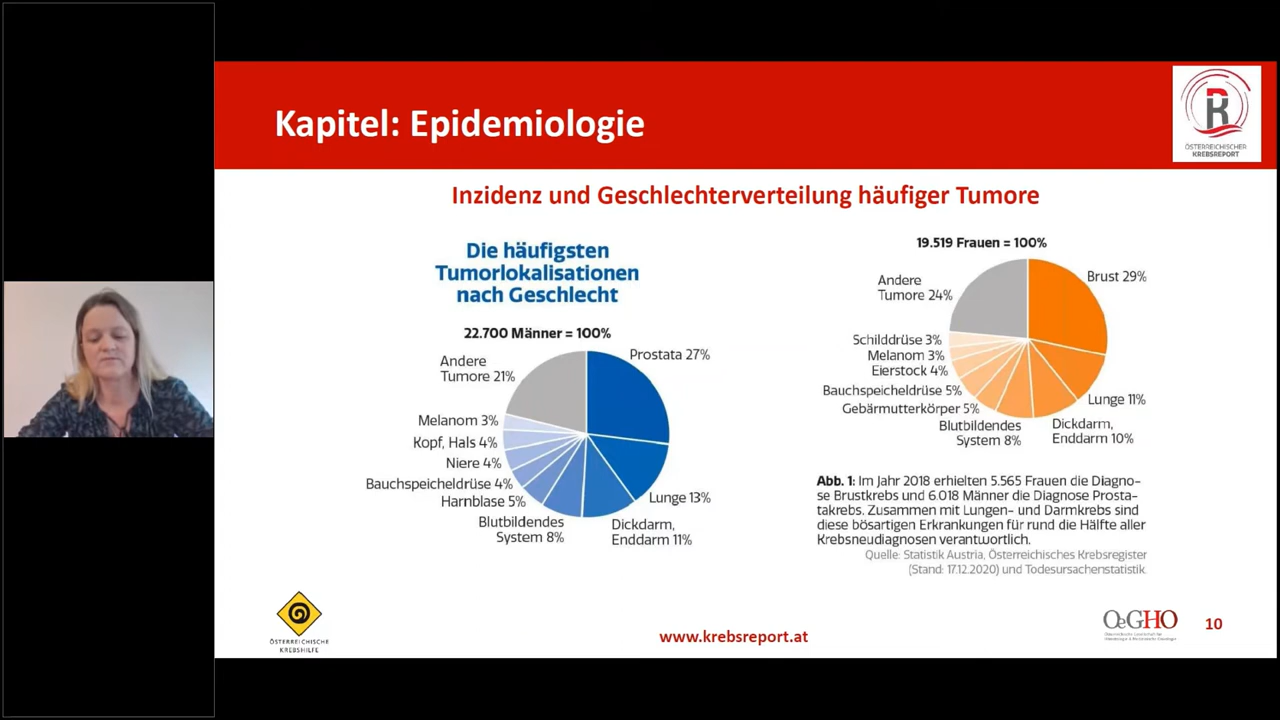 Kapitel: Epidemiologie
ÖSTERREICHISCHER
KREBSREPORT
Inzidenz und Geschlechterverteilung häufiger Tumore
Die häufigsten
Tumorlokalisationen
nach Geschlecht
22.700 Männer = 100%
Prostata 27%
Lunge 13%
Dickdarm,
Enddarm 11%
Blutbildendes
System 8%
Harnblase 5%
Bauchspeicheldrüse 4%
Niere 4%
Kopf, Hals 4%
Melanom 3%
Andere
Tumore 21%
19.519 Frauen = 100%
Brust 29%
Lunge 11%
Dickdarm,
Enddarm 10%
Blutbildendes
System 8%
Gebärmutterkörper 5%
Bauchspeicheldrüse 5%
Eierstock 4%
Melanom 3%
Schilddrüse 3%
Andere
Tumore 24%
Abb. 1: Im Jahr 2018 erhielten 5.565 Frauen die Diagno-
se Brustkrebs und 6.018 Männer die Diagnose Prosta-
takrebs. Zusammen mit Lungen- und Darmkrebs sind
diese bösartigen Erkrankungen für rund die Hälfte aller
Krebsneudiagnosen verantwortlich.
Quelle: Statistik Austria, Österreichisches Krebsregister
(Stand: 17.12.2020) und Todesursachenstatistik
ÖSTERREICHISCHE
KREBSHILFE
www.krebsreport.at
OeGHO
10